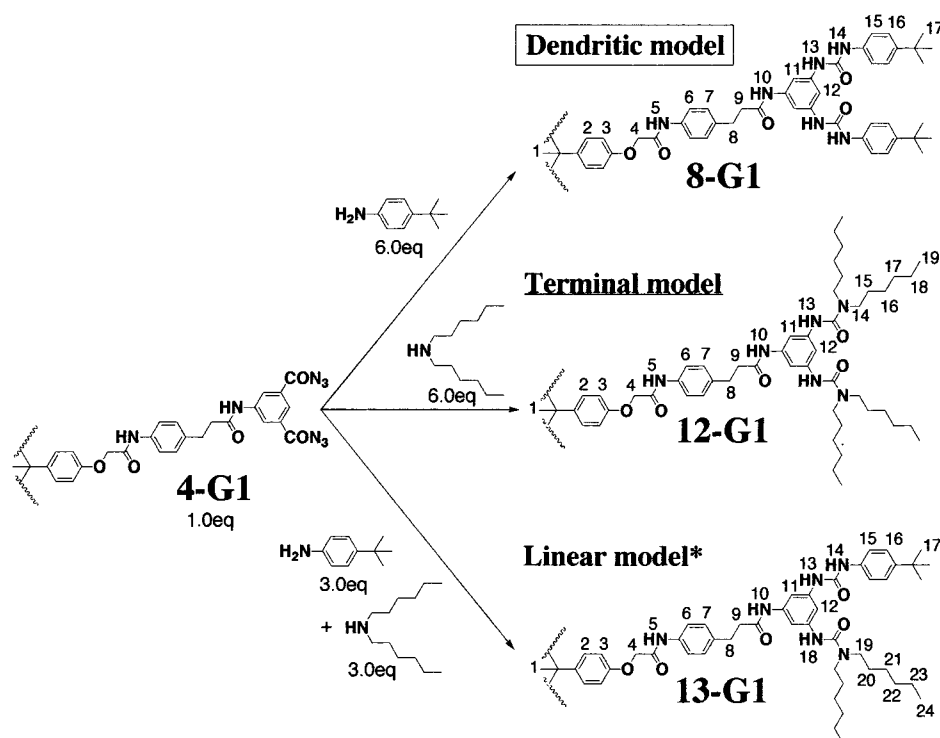 Dendritic model
15 16 17
14
13 HN NH
O
10 11
HN 12
5 6 7 9
HN
2 3 4 O NH O
8 HN
1 O O
8-G1
H2N
6.0eq
Terminal model
19
17
15 18
13 16
HN N 14
10 11 O
HN 12
HN
6.0eq
5 6 7 9
HN
2 3 4 O NH O
8 N
1 O O
12-G1
CON3
HN
HN O CON3
O O
4-G1
1.0eq
H2N
3.0eq
+ HN
3.0eq
Linear model*
15 16 17
14
13 HN NH
O
10 11
HN 12
5 6 7 9
HN
2 3 4 O NH O
8 18 N 19
21
1 O O
20 23
22
24
13-G1